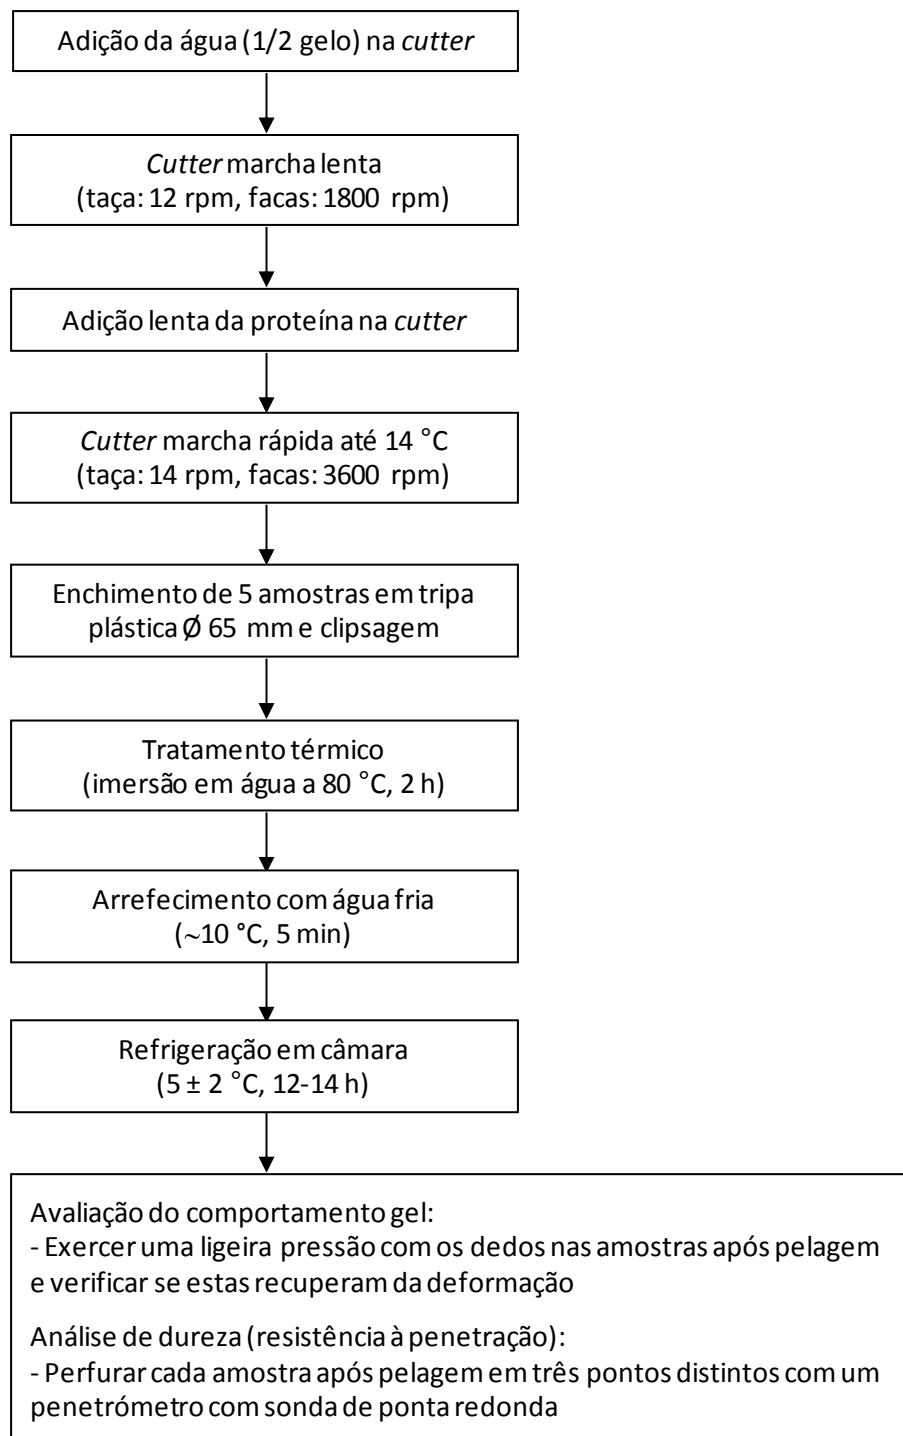 Adição da água (1/2 gelo) na cutter
Cutter marcha lenta
(taça: 12 rpm, facas: 1800 rpm)
Adição lenta da proteína na cutter
Cutter marcha rápida até 14 °C
(taça: 14 rpm, facas: 3600 rpm)
Enchimento de 5 amostras em tripa
plástica Ø 65 mm e clipsagem
Tratamento térmico
(imersão em água a 80 °C, 2 h)
Arrefecimento com água fria
(~10 °C, 5 min)
Refrigeração em câmara
(5 ± 2 °C, 12-14 h)
Avaliação do comportamento gel:
- Exercer uma ligeira pressão com os dedos nas amostras após pelagem
e verificar se estas recuperam da deformação
Análise de dureza (resistência à penetração):
- Perfurar cada amostra após pelagem em três pontos distintos com um
penetrómetro com sonda de ponta redonda